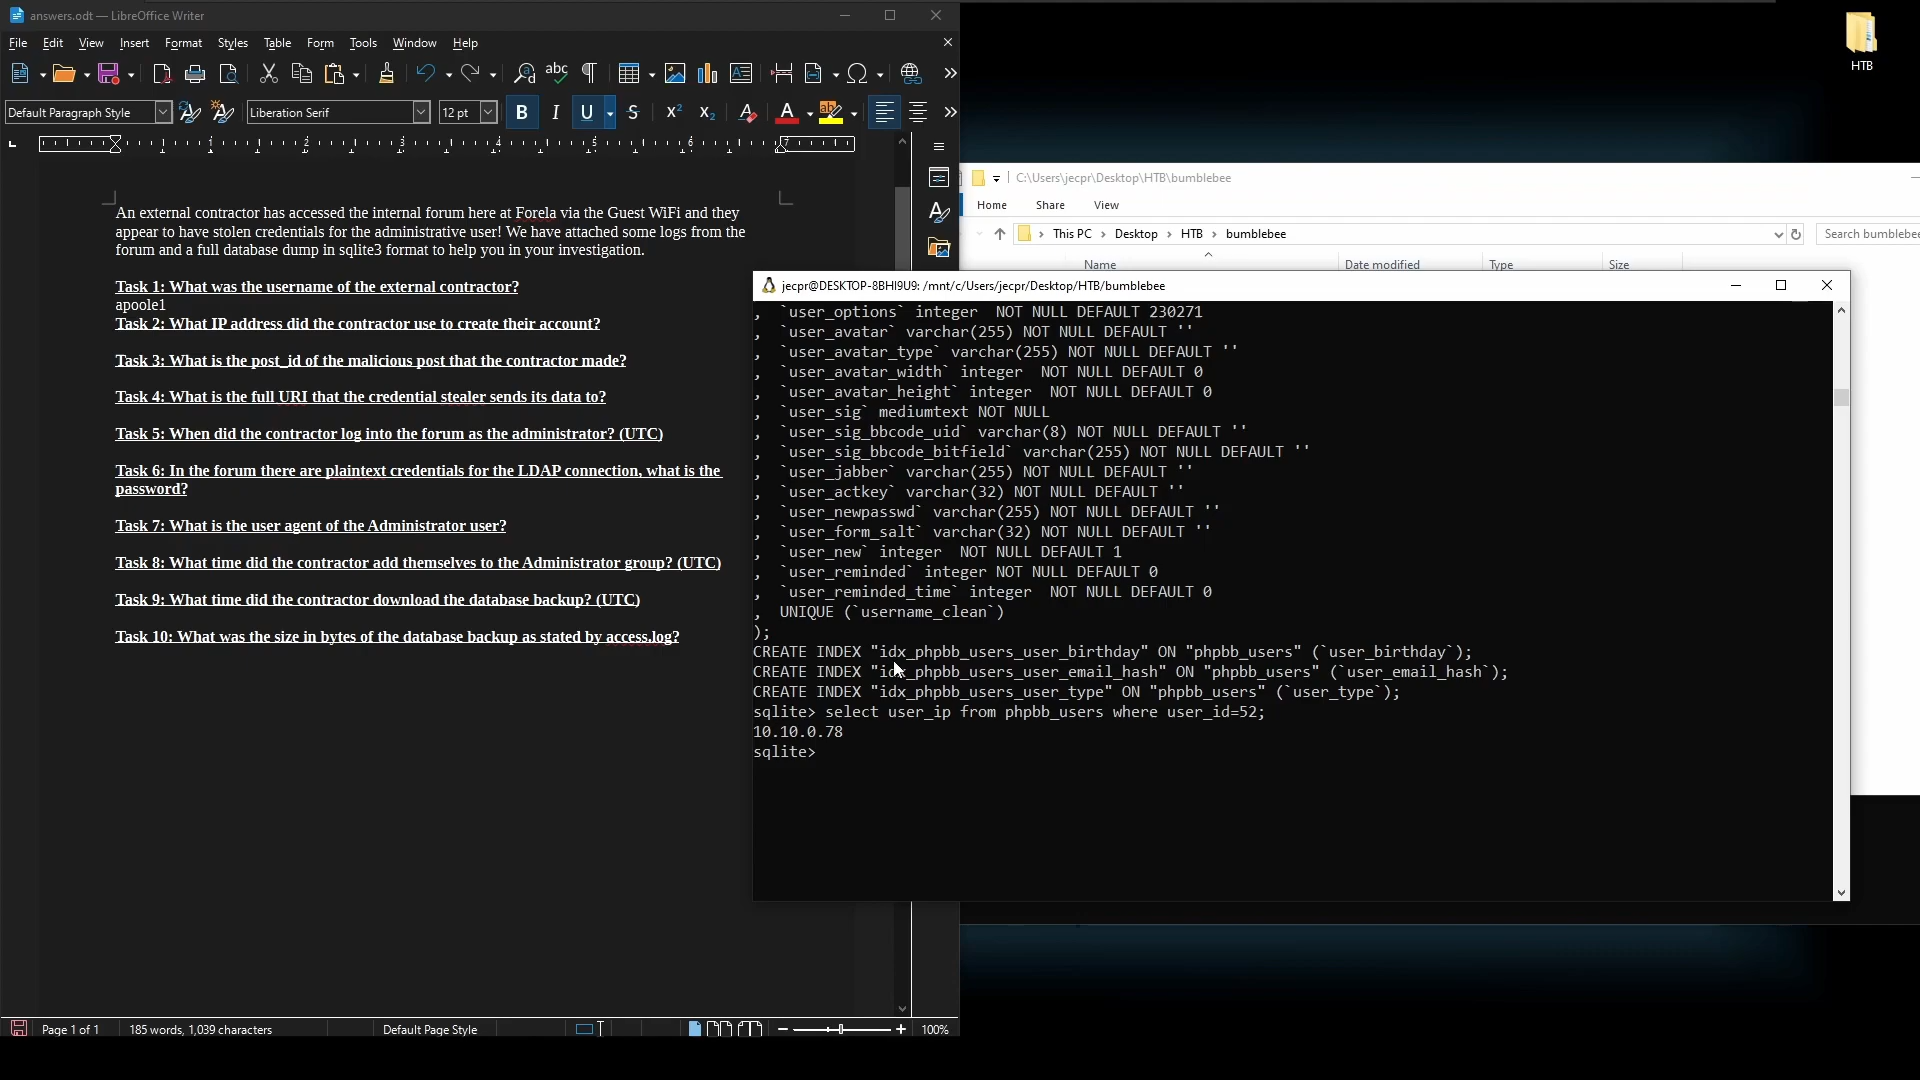 answers.odt — LibreOffice Writer
File Edit View Insert Format Styles Table Form Tools Window Help
Default Paragraph Style Liberation Serif 12 pt
An external contractor has accessed the internal forum here at Forela via the Guest WiFi and they
appear to have stolen credentials for the administrative user! We have attached some logs from the
forum and a full database dump in sqlite3 format to help you in your investigation.
Task 1: What was the username of the external contractor?
apoole1
Task 2: What IP address did the contractor use to create their account?
Task 3: What is the post_id of the malicious post that the contractor made?
Task 4: What is the full URI that the credential stealer sends its data to?
Task 5: When did the contractor log into the forum as the administrator? (UTC)
Task 6: In the forum there are plaintext credentials for the LDAP connection, what is the
password?
Task 7: What is the user agent of the Administrator user?
Task 8: What time did the contractor add themselves to the Administrator group? (UTC)
Task 9: What time did the contractor download the database backup? (UTC)
Task 10: What was the size in bytes of the database backup as stated by access.log?
Page 1 of 1 185 words, 1,039 characters Default Page Style 100%
HTB
C:\Users\jecpr\Desktop\HTB\bumblebee
Home Share View
This PC > Desktop > HTB > bumblebee Search bumblebee
Name Date modified Type Size
jecpr@DESKTOP-8BHI9U9: /mnt/c/Users/jecpr/Desktop/HTB/bumblebee
, `user_options` integer NOT NULL DEFAULT 230271
, `user_avatar` varchar(255) NOT NULL DEFAULT ''
, `user_avatar_type` varchar(255) NOT NULL DEFAULT ''
, `user_avatar_width` integer NOT NULL DEFAULT 0
, `user_avatar_height` integer NOT NULL DEFAULT 0
, `user_sig` mediumtext NOT NULL
, `user_sig_bbcode_uid` varchar(8) NOT NULL DEFAULT ''
, `user_sig_bbcode_bitfield` varchar(255) NOT NULL DEFAULT ''
, `user_jabber` varchar(255) NOT NULL DEFAULT ''
, `user_actkey` varchar(32) NOT NULL DEFAULT ''
, `user_newpasswd` varchar(255) NOT NULL DEFAULT ''
, `user_form_salt` varchar(32) NOT NULL DEFAULT ''
, `user_new` integer NOT NULL DEFAULT 1
, `user_reminded` integer NOT NULL DEFAULT 0
, `user_reminded_time` integer NOT NULL DEFAULT 0
, UNIQUE (`username_clean`)
);
CREATE INDEX "idx_phpbb_users_user_birthday" ON "phpbb_users" (`user_birthday`);
CREATE INDEX "idx_phpbb_users_user_email_hash" ON "phpbb_users" (`user_email_hash`);
CREATE INDEX "idx_phpbb_users_user_type" ON "phpbb_users" (`user_type`);
sqlite> select user_ip from phpbb_users where user_id=52;
10.10.0.78
sqlite>